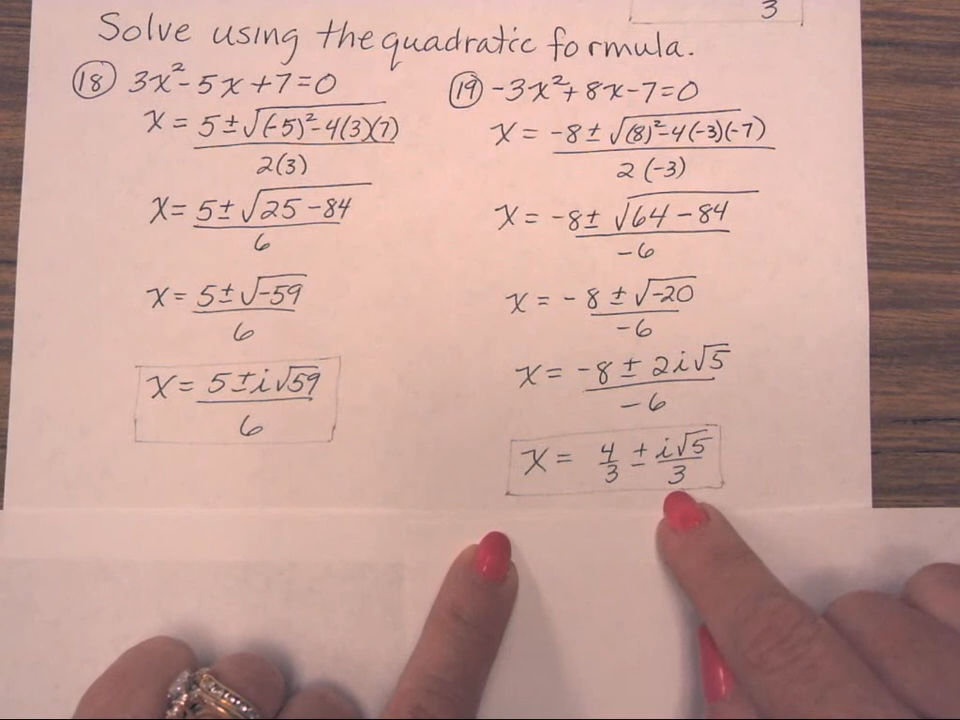 3
Solve using the quadratic formula.
(18) 3x² - 5x + 7 = 0
x = 5 ± √(-5)² - 4(3)(7)
2(3)
x = 5 ± √25 - 84
6
x = 5 ± √-59
6
x = 5 ± i√59
6
(19) -3x² + 8x - 7 = 0
x = -8 ± √(8)² - 4(-3)(-7)
2(-3)
x = -8 ± √64 - 84
-6
x = -8 ± √-20
-6
x = -8 ± 2i√5
-6
x = 4/3 ± i√5/3